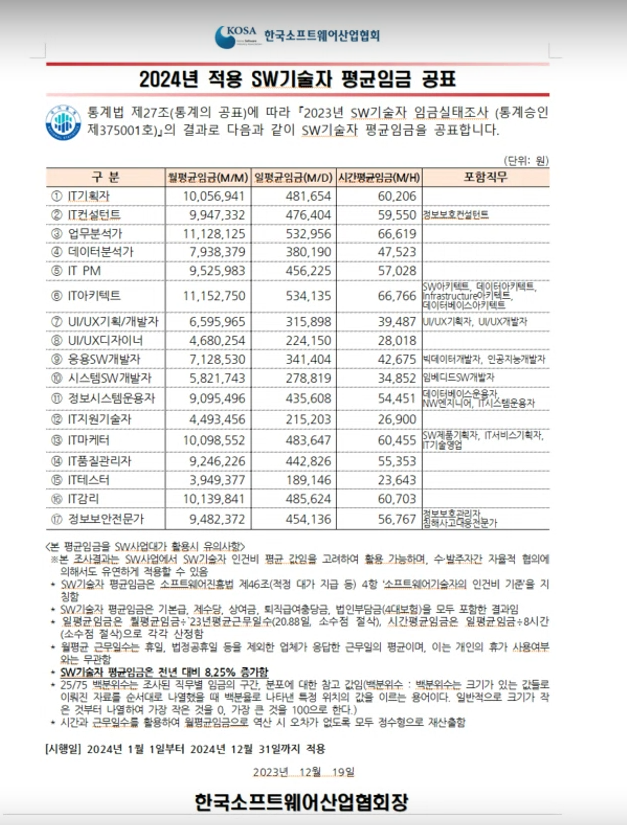 KOSA 한국소프트웨어산업협회
2024년 적용 SW기술자 평균임금 공표
통계법 제27조(통계의 공표)에 따라 『2023년 SW기술자 임금실태조사 (통계승인
제375001호)』의 결과로 다음과 같이 SW기술자 평균임금을 공표합니다.
(단위: 원)
구 분 월평균임금(M/M) 일평균임금(M/D) 시간평균임금(M/H) 포함직무
① IT기획자 10,056,941 481,654 60,206
② IT컨설턴트 9,947,332 476,404 59,550 정보보호컨설턴트
③ 업무분석가 11,128,125 532,956 66,619
④ 데이터분석가 7,938,379 380,190 47,523
⑤ IT PM 9,525,983 456,225 57,028
⑥ IT아키텍트 11,152,750 534,135 66,766 SW아키텍트, 데이터아키텍트,
Infrastructure아키텍트,
데이터베이스아키텍트
⑦ UI/UX기획/개발자 6,595,965 315,898 39,487 UI/UX기획자, UI/UX개발자
⑧ UI/UX디자이너 4,680,254 224,150 28,018
⑨ 응용SW개발자 7,128,530 341,404 42,675 빅데이터개발자, 인공지능개발자
⑩ 시스템SW개발자 5,821,743 278,819 34,852 임베디드SW개발자
⑪ 정보시스템운용자 9,095,496 435,608 54,451 데이터베이스운용자,
NW엔지니어, IT시스템운용자
⑫ IT지원기술자 4,493,456 215,203 26,900
⑬ IT마케터 10,098,552 483,647 60,455 SW제품기획자, IT서비스기획자,
IT기술영업
⑭ IT품질관리자 9,246,226 442,826 55,353
⑮ IT테스터 3,949,377 189,146 23,643
⑯ IT감리 10,139,841 485,624 60,703
⑰ 정보보안전문가 9,482,372 454,136 56,767 정보보호관리자
침해사고대응전문가
<본 평균임금을 SW사업대가 활용시 유의사항>
※본 조사결과는 SW사업에서 SW기술자 인건비 평균 값임을 고려하여 활용 가능하며, 수·발주자간 자율적 협의에
의해서도 유연하게 적용할 수 있음
* SW기술자 평균임금은 소프트웨어진흥법 제46조(적정 대가 지급 등) 4항 '소프트웨어기술자의 인건비 기준'을 지
칭함
* SW기술자 평균임금은 기본급, 제수당, 상여금, 퇴직급여충당금, 법인부담금(4대보험)을 모두 포함한 결과임
* 일평균임금은 월평균임금÷'23년평균근무일수(20.88일, 소수점 절식), 시간평균임금은 일평균임금÷8시간
(소수점 절식)으로 각각 산정함
* 월평균 근무일수는 휴일, 법정공휴일 등을 제외한 업체가 응답한 근무일의 평균이며, 이는 개인의 휴가 사용여부
와는 무관함
* SW기술자 평균임금은 전년 대비 8.25% 증가함
* 25/75 백분위수는 조사된 직무별 임금의 구간, 분포에 대한 참고 값임(백분위수 : 백분위수는 크기가 있는 값들로
이뤄진 자료를 순서대로 나열했을 때 백분율로 나타낸 특정 위치의 값을 이르는 용어이다. 일반적으로 크기가 작
은 것부터 나열하여 가장 작은 것을 0, 가장 큰 것을 100으로 한다.)
* 시간과 근무일수를 활용하여 월평균임금으로 역산 시 오차가 없도록 모두 정수형으로 재산출함
[시행일] 2024년 1월 1일부터 2024년 12월 31일까지 적용
2023년 12월 19일
한국소프트웨어산업협회장